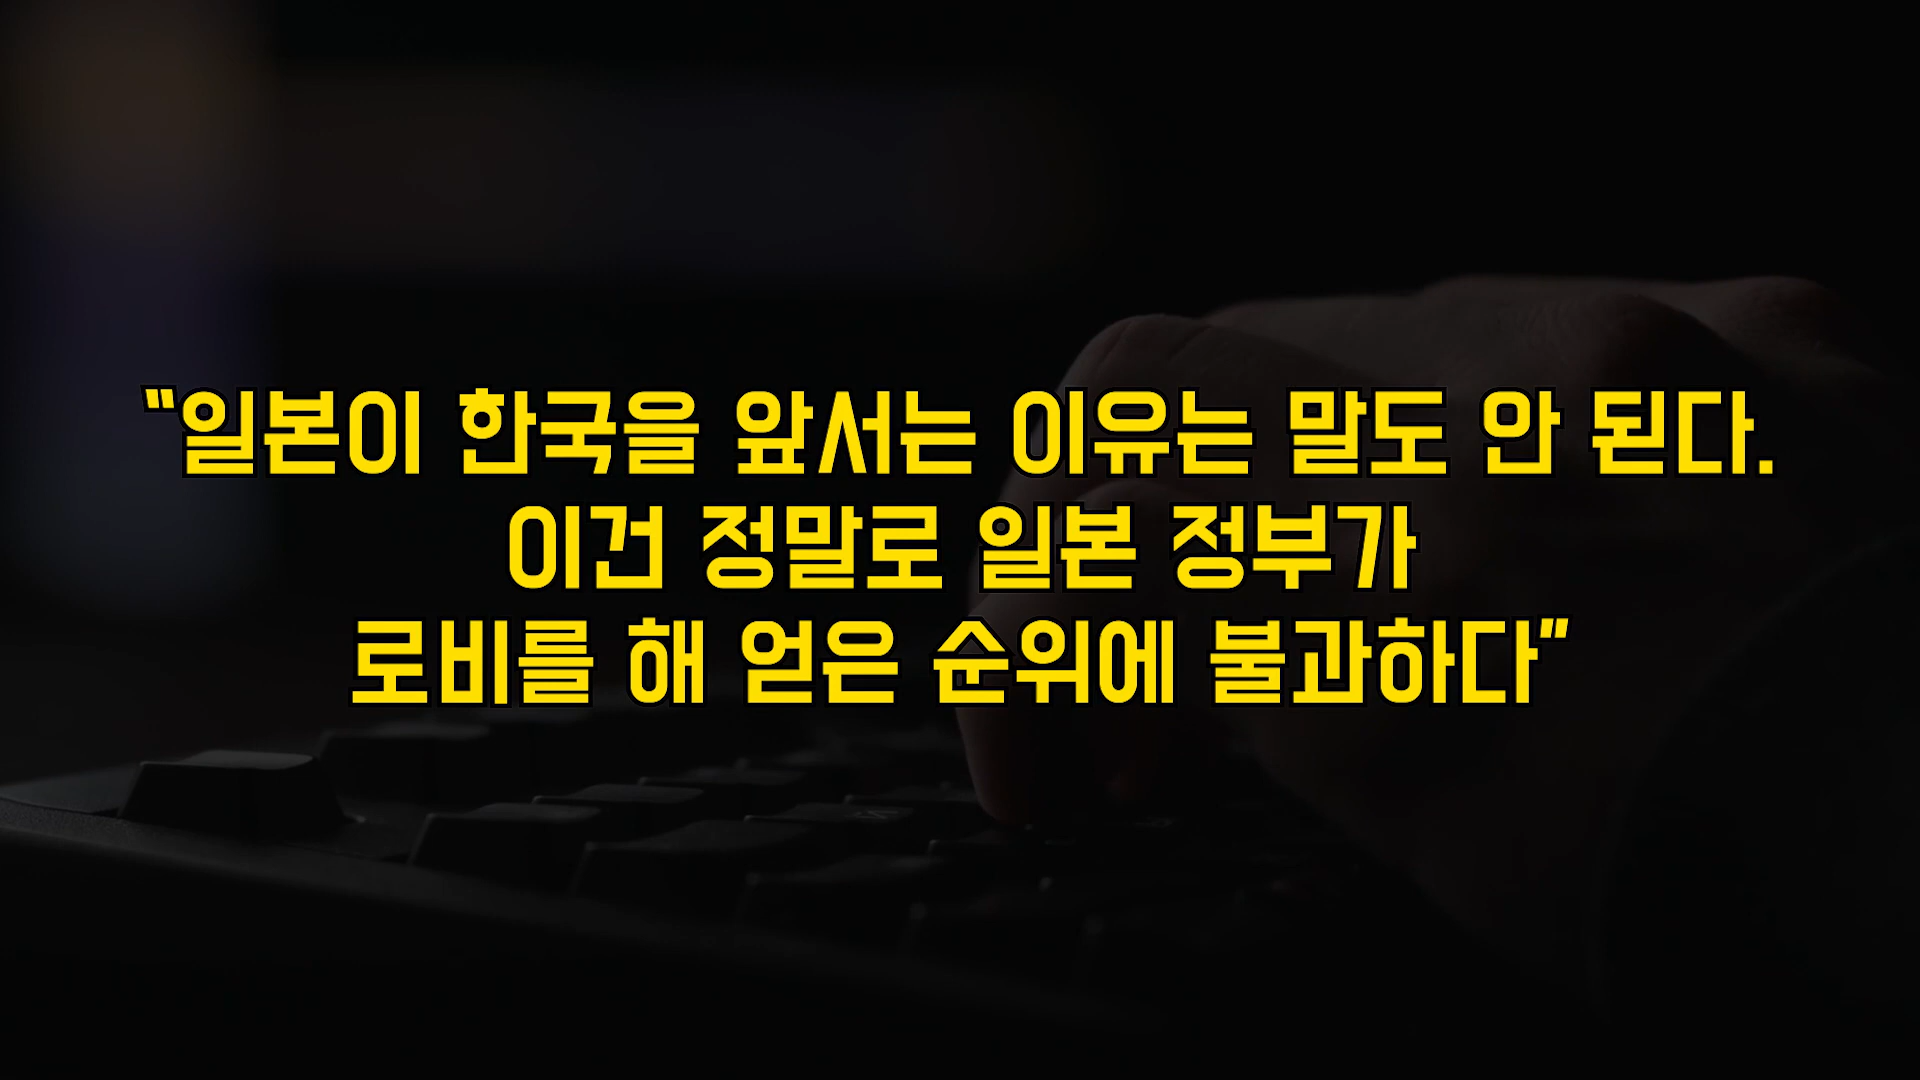 "일본이 한국을 앞서는 이유는 말도 안 된다.
이건 정말로 일본 정부가
로비를 해 얻은 순위에 불과하다"